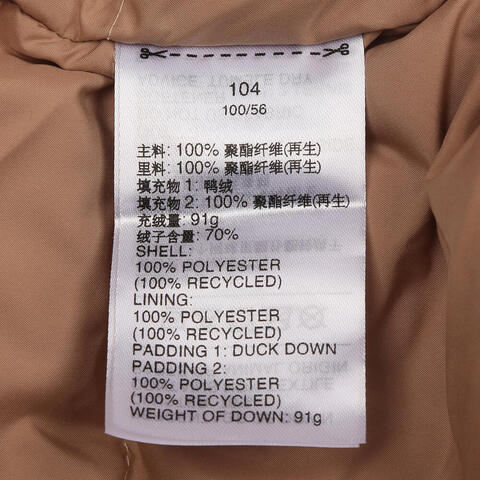 104
100/56
主料: 100% 聚酯纤维(再生)
里料: 100% 聚酯纤维(再生)
填充物 1: 鸭绒
填充物 2: 100% 聚酯纤维(再生)
充绒量: 91g
绒子含量: 70%
SHELL:
100% POLYESTER
(100% RECYCLED)
LINING:
100% POLYESTER
(100% RECYCLED)
PADDING 1: DUCK DOWN
PADDING 2:
100% POLYESTER
(100% RECYCLED)
WEIGHT OF DOWN: 91g